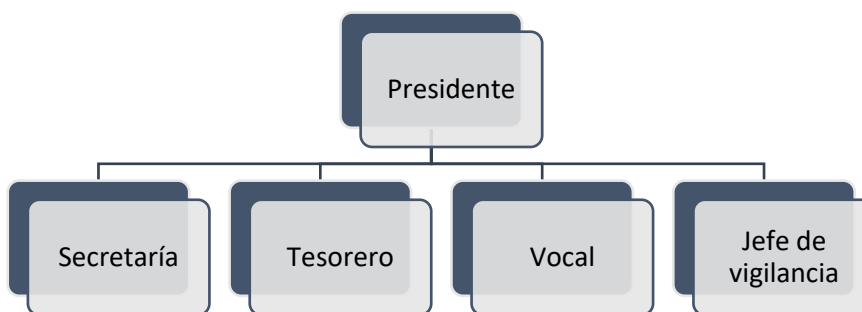 Presidente
Secretaría
Tesorero
Vocal
Jefe de
vigilancia